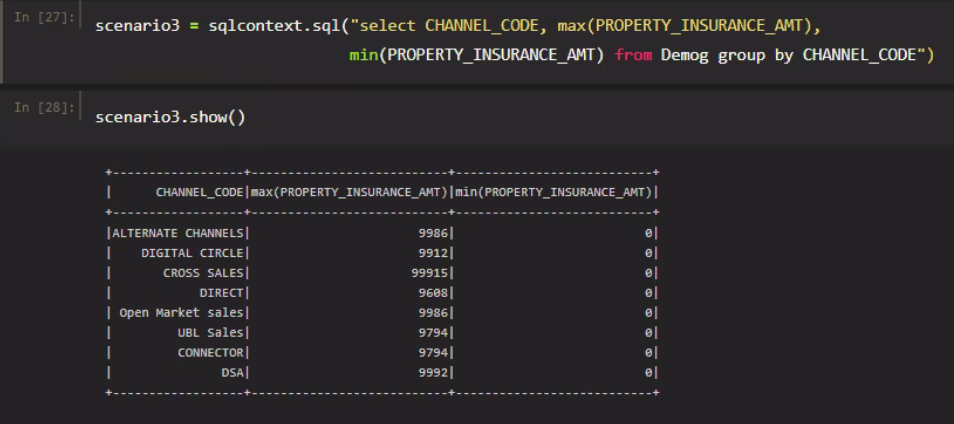 In [27]: scenario3 = sqlcontext.sql("select CHANNEL_CODE, max(PROPERTY_INSURANCE_AMT),
min(PROPERTY_INSURANCE_AMT) from Demog group by CHANNEL_CODE")
In [28]: scenario3.show()
+-----------------+---------------------------+---------------------------+
|     CHANNEL_CODE|max(PROPERTY_INSURANCE_AMT)|min(PROPERTY_INSURANCE_AMT)|
+-----------------+---------------------------+---------------------------+
|ALTERNATE CHANNELS|                       9986|                          0|
|   DIGITAL CIRCLE|                       9912|                          0|
|      CROSS SALES|                      99915|                          0|
|           DIRECT|                       9608|                          0|
| Open Market sales|                       9986|                          0|
|        UBL Sales|                       9794|                          0|
|        CONNECTOR|                       9794|                          0|
|              DSA|                       9992|                          0|
+-----------------+---------------------------+---------------------------+